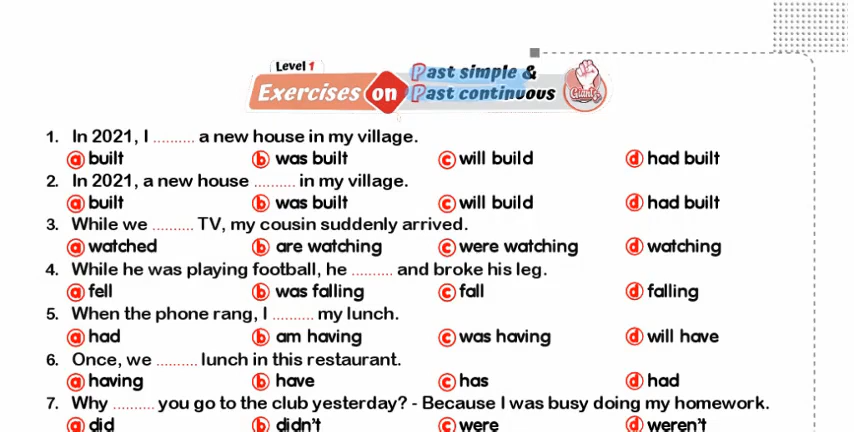 Level 1
Past simple &
Exercises on Past continuous
Giants
1. In 2021, I .......... a new house in my village.
a built b was built c will build d had built
2. In 2021, a new house .......... in my village.
a built b was built c will build d had built
3. While we .......... TV, my cousin suddenly arrived.
a watched b are watching c were watching d watching
4. While he was playing football, he .......... and broke his leg.
a fell b was falling c fall d falling
5. When the phone rang, I .......... my lunch.
a had b am having c was having d will have
6. Once, we .......... lunch in this restaurant.
a having b have c has d had
7. Why .......... you go to the club yesterday? - Because I was busy doing my homework.
a did b didn't c were d weren't